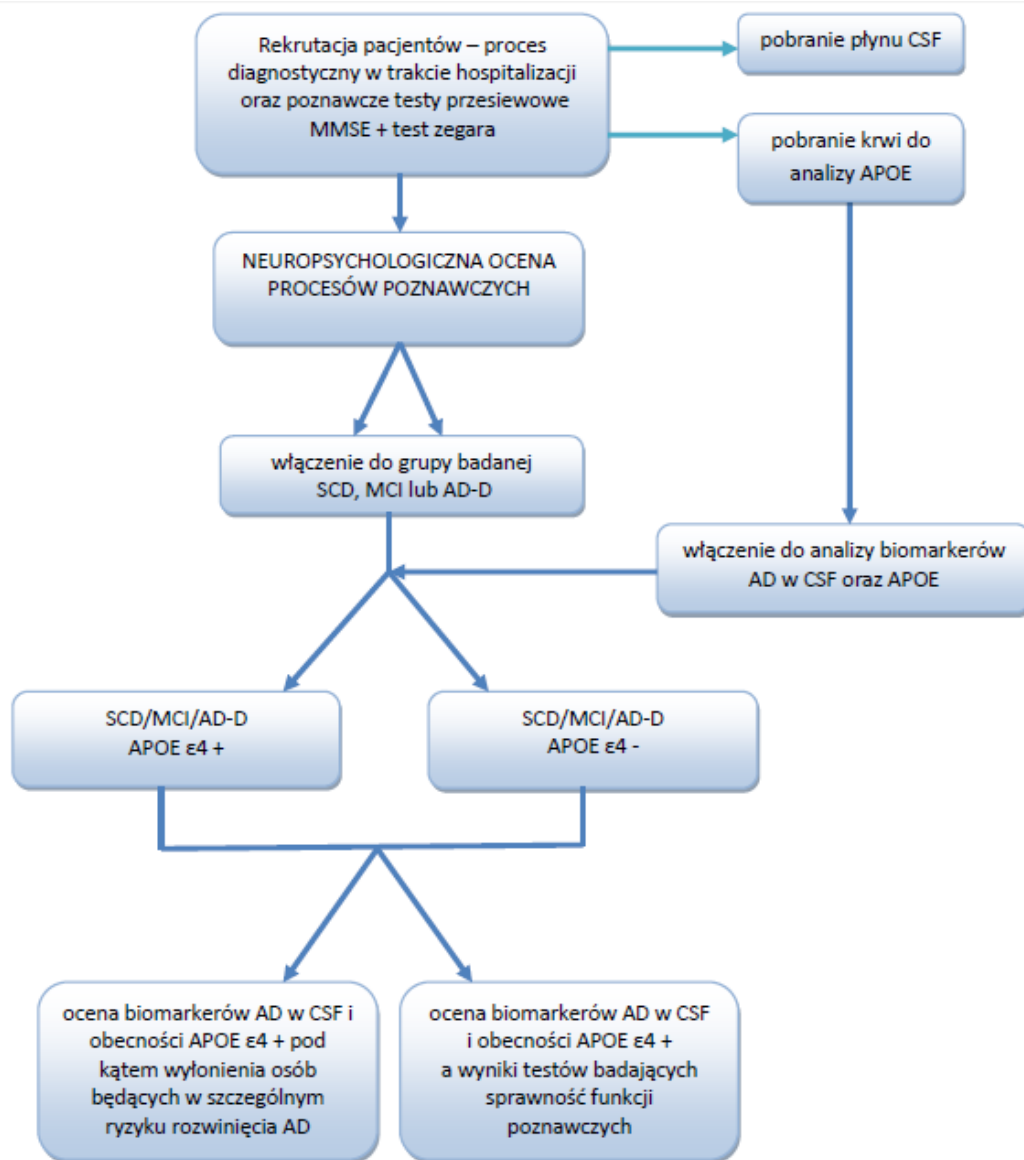 Rekrutacja pacjentów – proces
diagnostyczny w trakcie hospitalizacji
oraz poznawcze testy przesiewowe
MMSE + test zegara
pobranie płynu CSF
pobranie krwi do
analizy APOE
NEUROPSYCHOLOGICZNA OCENA
PROCESÓW POZNAWCZYCH
włączenie do grupy badanej
SCD, MCI lub AD-D
włączenie do analizy biomarkerów
AD w CSF oraz APOE
SCD/MCI/AD-D
APOE ε4 +
SCD/MCI/AD-D
APOE ε4 -
ocena biomarkerów AD w CSF i
obecności APOE ε4 + pod
kątem wyłonienia osób
będących w szczególnym
ryzyku rozwinięcia AD
ocena biomarkerów AD w CSF
i obecności APOE ε4 +
a wyniki testów badających
sprawność funkcji
poznawczych